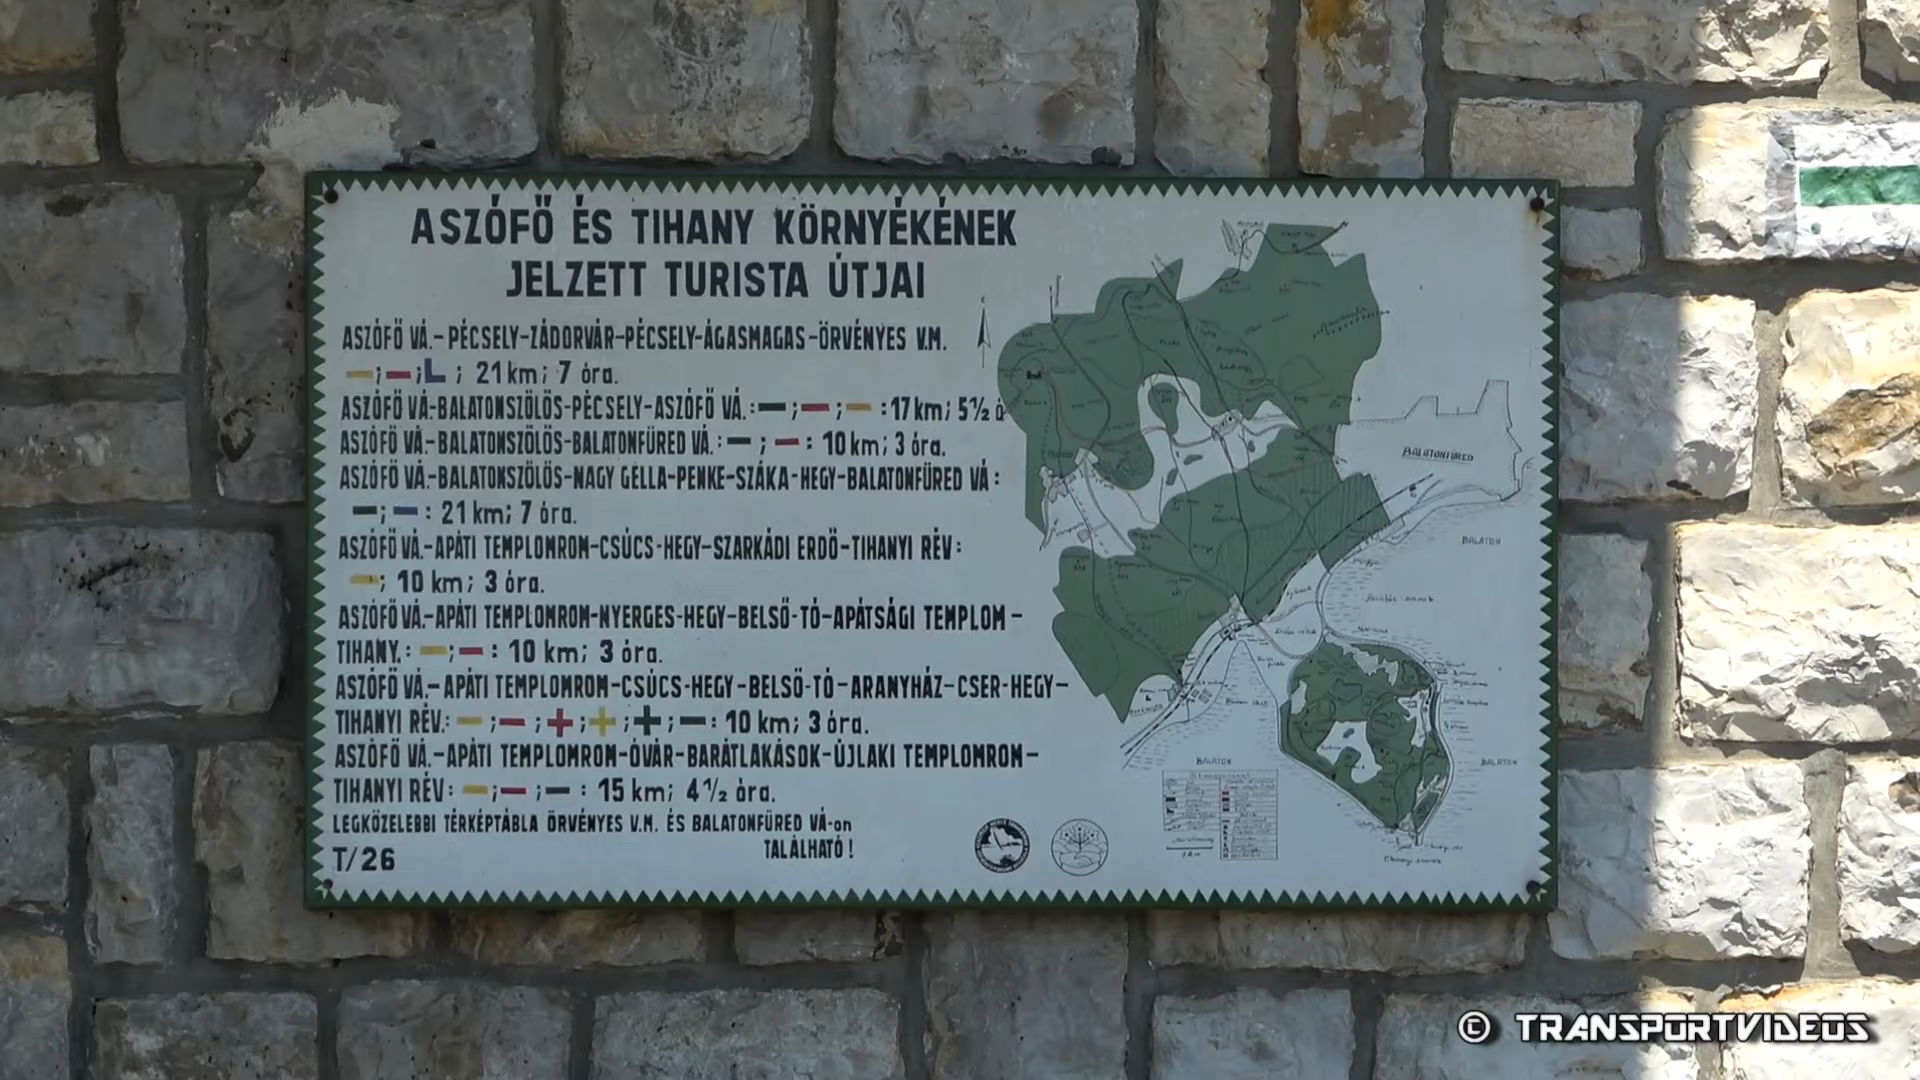 ASZÓFŐ ÉS TIHANY KÖRNYÉKÉNEK
JELZETT TURISTA ÚTJAI
ASZÓFŐ VÁ.-PÉCSELY-ZÁDORVÁR-PÉCSELY-ÁGASMAGAS-ÖRVÉNYES V.M.
; ; ; 21 km; 7 óra.
ASZÓFŐ VÁ.-BALATONSZŐLŐS-PÉCSELY-ASZÓFŐ VÁ.: ; ; :17 km; 5½ ó
ASZÓFŐ VÁ.-BALATONSZŐLŐS-BALATONFÜRED VÁ.: ; : 10 km; 3 óra.
ASZÓFŐ VÁ.-BALATONSZŐLŐS-NAGY GELLA-PENKE-SZÁKA-HEGY-BALATONFÜRED VÁ:
; : 21 km; 7 óra.
ASZÓFŐ VÁ.-APÁTI TEMPLOMROM-CSÚCS-HEGY-SZARKÁDI ERDŐ-TIHANYI RÉV:
; 10 km; 3 óra.
ASZÓFŐ VÁ.-APÁTI TEMPLOMROM-NYERGES-HEGY-BELSŐ-TÓ-APÁTSÁGI TEMPLOM-
TIHANY.: ; : 10 km; 3 óra.
ASZÓFŐ VÁ.-APÁTI TEMPLOMROM-CSÚCS-HEGY-BELSŐ-TÓ-ARANYHÁZ-CSER-HEGY-
TIHANYI RÉV.: ; ; ; ; ; : 10 km; 3 óra.
ASZÓFŐ VÁ.-APÁTI TEMPLOMROM-ÓVÁR-BARÁTLAKÁSOK-ÚJLAKI TEMPLOMROM-
TIHANYI RÉV: ; ; : 15 km; 4½ óra.
LEGKÖZELEBBI TÉRKÉPTÁBLA ÖRVÉNYES V.M. ÉS BALATONFÜRED VÁ-on
TALÁLHATÓ!
T/26
BALATONFÜRED
BALATON
BALATON
BALATON
© TRANSPORTVIDEOS